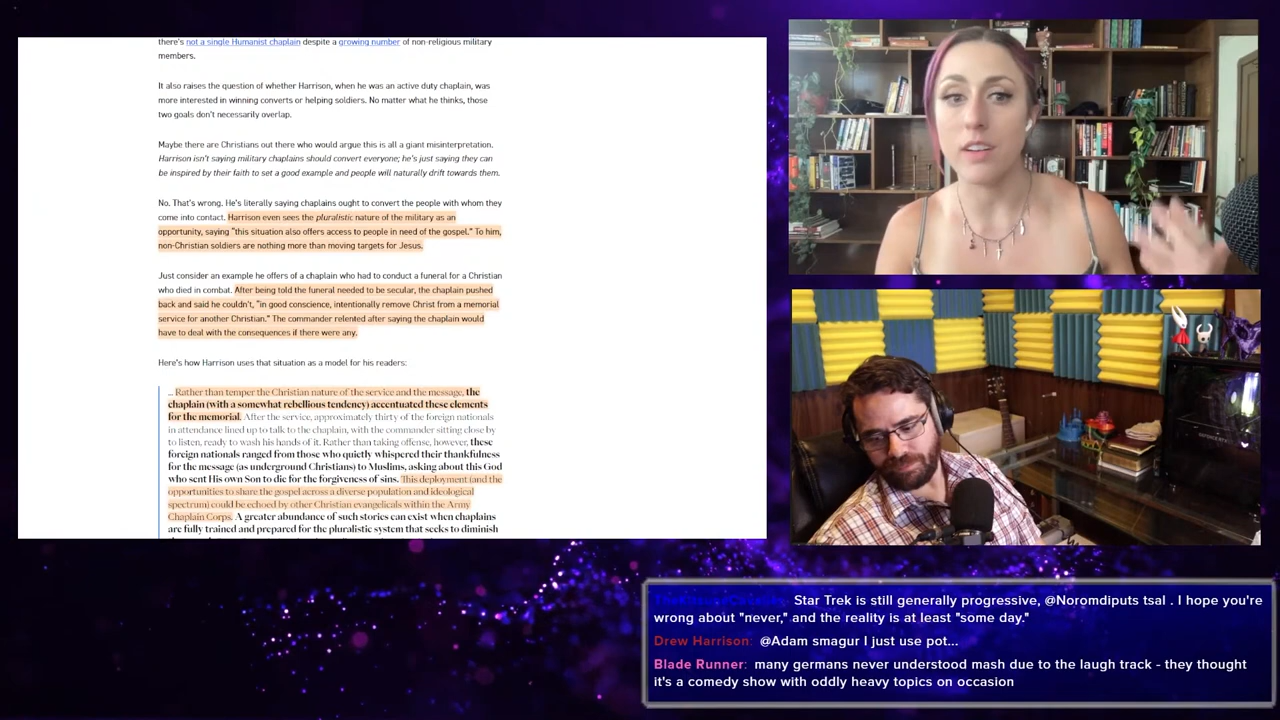 there's not a single Humanist chaplain despite a growing number of non-religious military
members.
It also raises the question of whether Harrison, when he was an active duty chaplain, was
more interested in winning converts or helping soldiers. No matter what he thinks, those
two goals don't necessarily overlap.
Maybe there are Christians out there who would argue this is all a giant misinterpretation.
Harrison isn't saying military chaplains should convert everyone; he's just saying they can
be inspired by their faith to set a good example and people will naturally drift towards them.
No. That's wrong. He's literally saying chaplains ought to convert the people with whom they
come into contact. Harrison even sees the pluralistic nature of the military as an
opportunity, saying "this situation also offers access to people in need of the gospel." To him,
non-Christian soldiers are nothing more than moving targets for Jesus.
Just consider an example he offers of a chaplain who had to conduct a funeral for a Christian
who died in combat. After being told the funeral needed to be secular, the chaplain pushed
back and said he couldn't, "in good conscience, intentionally remove Christ from a memorial
service for another Christian." The commander relented after saying the chaplain would
have to deal with the consequences if there were any.
Here's how Harrison uses that situation as a model for his readers:
... Rather than temper the Christian nature of the service and the message, the
chaplain (with a somewhat rebellious tendency) accentuated these elements
for the memorial. After the service, approximately thirty of the foreign nationals
in attendance lined up to talk to the chaplain, with the commander sitting close by
to listen, ready to wash his hands of it. Rather than taking offense, however, these
foreign nationals ranged from those who quietly whispered their thankfulness
for the message (as underground Christians) to Muslims, asking about this God
who sent His own Son to die for the forgiveness of sins. This deployment (and the
opportunities to share the gospel across a diverse population and ideological
spectrum) could be echoed by other Christian evangelicals within the Army
Chaplain Corps. A greater abundance of such stories can exist when chaplains
are fully trained and prepared for the pluralistic system that seeks to diminish
Star Trek is still generally progressive, @Noromdiputs tsal . I hope you're
wrong about "never," and the reality is at least "some day."
Drew Harrison: @Adam smagur I just use pot...
Blade Runner: many germans never understood mash due to the laugh track - they thought
it's a comedy show with oddly heavy topics on occasion